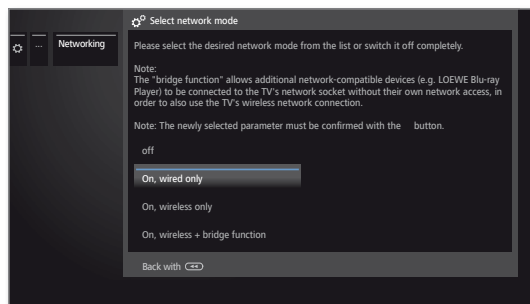 Select network mode
... Networking
Please select the desired network mode from the list or switch it off completely.
Note:
The "bridge function" allows additional network-compatible devices (e.g. LOEWE Blu-ray
Player) to be connected to the TV's network socket without their own network access, in
order to also use the TV's wireless network connection.
Note: The newly selected parameter must be confirmed with the button.
off
On, wired only
On, wireless only
On, wireless + bridge function
Back with